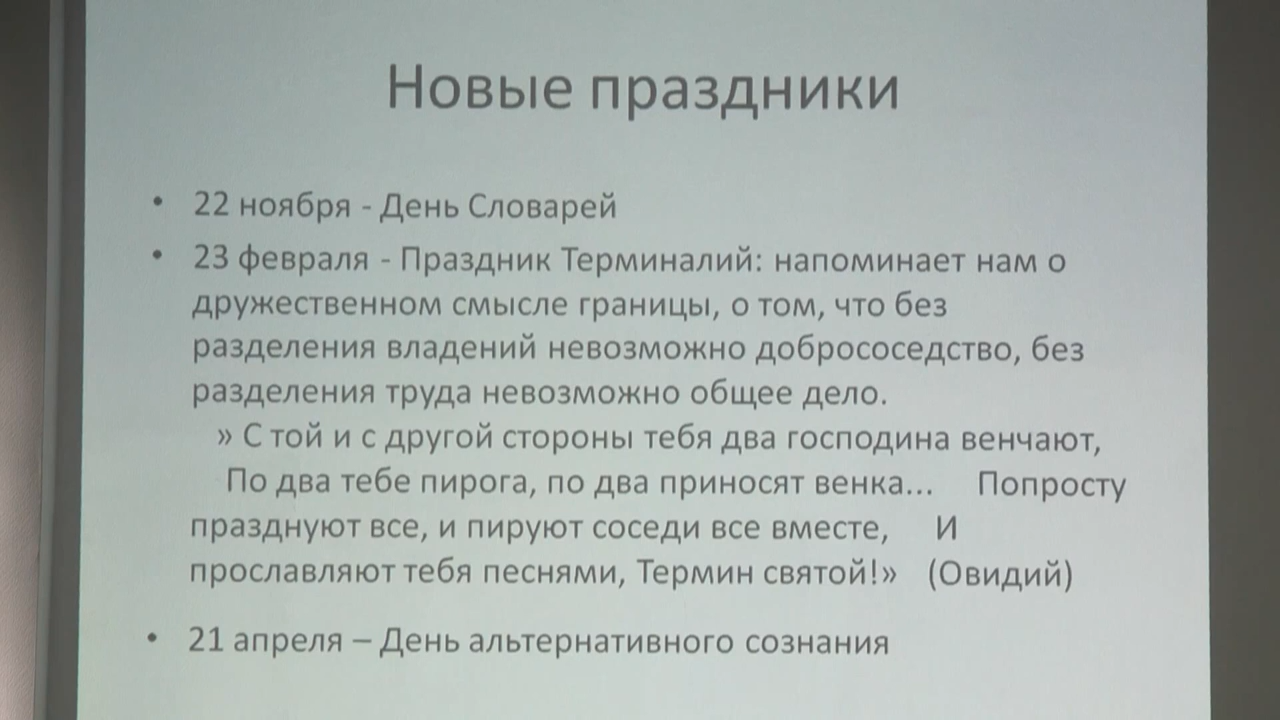 Новые праздники
• 22 ноября - День Словарей
• 23 февраля - Праздник Терминалий: напоминает нам о
дружественном смысле границы, о том, что без
разделения владений невозможно добрососедство, без
разделения труда невозможно общее дело.
» С той и с другой стороны тебя два господина венчают,
По два тебе пирога, по два приносят венка... Попросту
празднуют все, и пируют соседи все вместе, И
прославляют тебя песнями, Термин святой!» (Овидий)
• 21 апреля – День альтернативного сознания